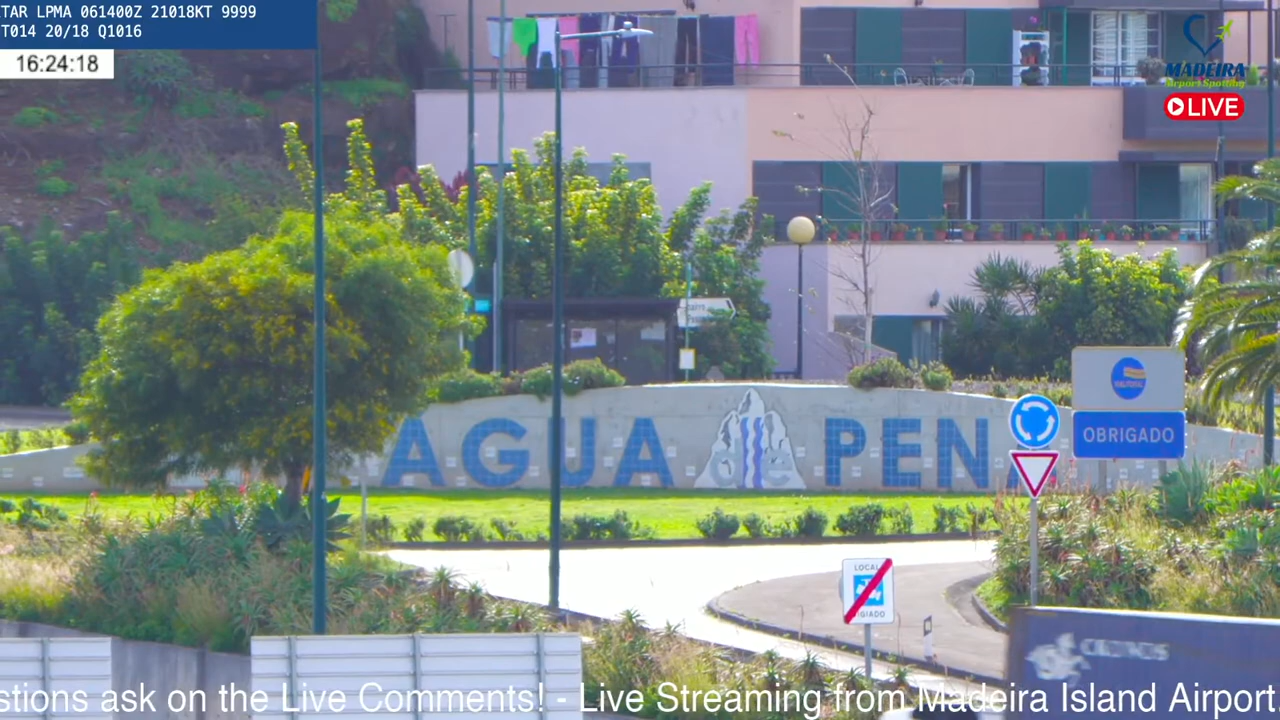 TAR LPMA 061400Z 21018KT 9999
T014 20/18 Q1016
16:24:18
MADEIRA
Airport Spotting
LIVE
AGUA de PEN
OBRIGADO
LOCAL
stions ask on the Live Comments! - Live Streaming from Madeira Island Airport